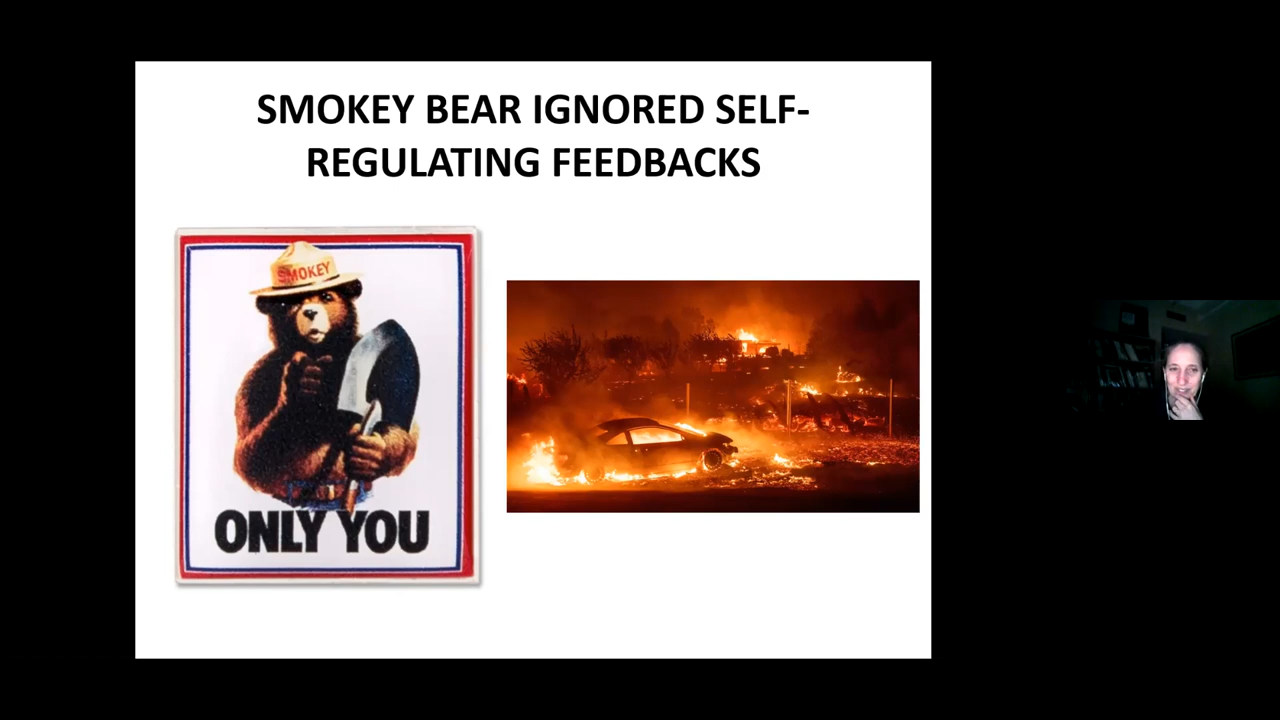 SMOKEY BEAR IGNORED SELF-
REGULATING FEEDBACKS
SMOKEY
ONLY YOU